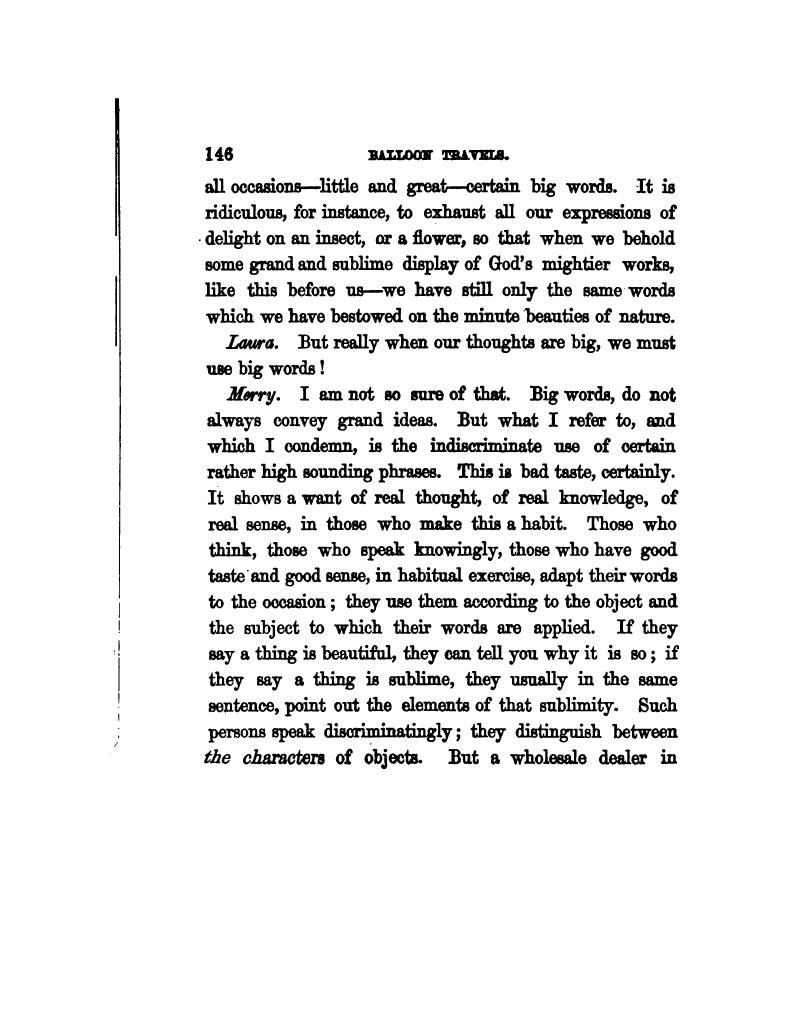 146 BALLOON TRAVELS.
all occasions—little and great—certain big words. It is
ridiculous, for instance, to exhaust all our expressions of
delight on an insect, or a flower, so that when we behold
some grand and sublime display of God's mightier works,
like this before us—we have still only the same words
which we have bestowed on the minute beauties of nature.
Laura. But really when our thoughts are big, we must
use big words!
Merry. I am not so sure of that. Big words, do not
always convey grand ideas. But what I refer to, and
which I condemn, is the indiscriminate use of certain
rather high sounding phrases. This is bad taste, certainly.
It shows a want of real thought, of real knowledge, of
real sense, in those who make this a habit. Those who
think, those who speak knowingly, those who have good
taste and good sense, in habitual exercise, adapt their words
to the occasion; they use them according to the object and
the subject to which their words are applied. If they
say a thing is beautiful, they can tell you why it is so; if
they say a thing is sublime, they usually in the same
sentence, point out the elements of that sublimity. Such
persons speak discriminatingly; they distinguish between
the characters of objects. But a wholesale dealer in